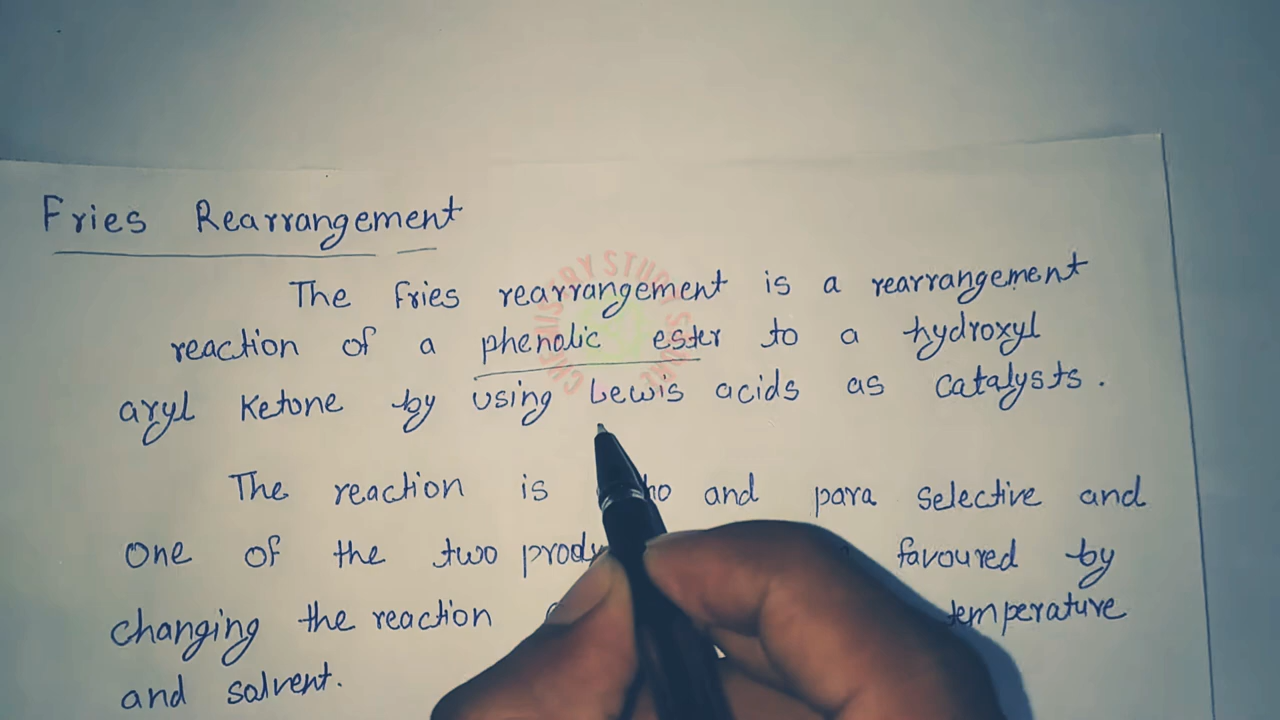 Fries Rearrangement
The Fries rearrangement is a rearrangement
reaction of a phenolic ester to a hydroxyl
aryl Ketone by using Lewis acids as catalysts.
The reaction is and para selective and
one of the two favoured by
changing the reaction temperature
and solvent.